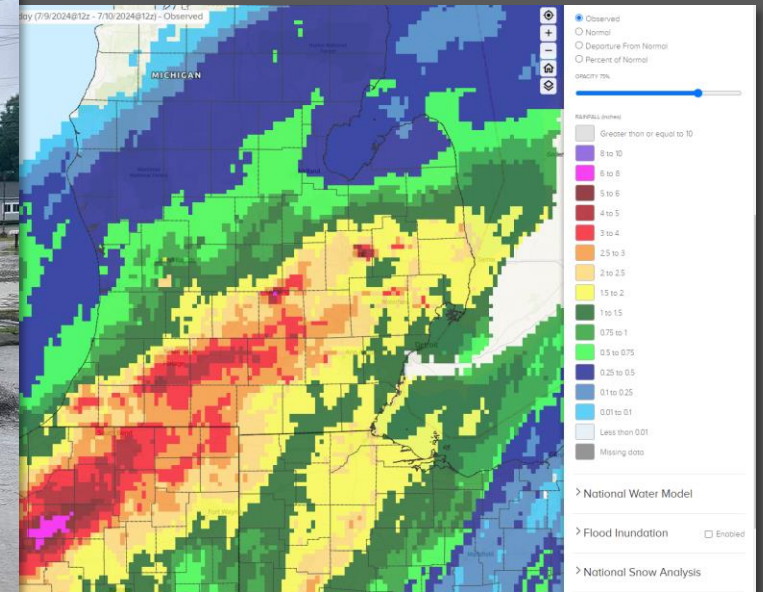 day (7/9/2024@12z - 7/10/2024@12z) - Observed
MICHIGAN
+
−
Detroit
Fort Wayne
Observed
Normal
Departure From Normal
Percent of Normal
OPACITY 75%
RAINFALL (inches)
Greater than or equal to 10
8 to 10
6 to 8
5 to 6
4 to 5
3 to 4
2.5 to 3
2 to 2.5
1.5 to 2
1 to 1.5
0.75 to 1
0.5 to 0.75
0.25 to 0.5
0.1 to 0.25
0.01 to 0.1
Less than 0.01
Missing data
National Water Model
Flood Inundation
Enabled
National Snow Analysis